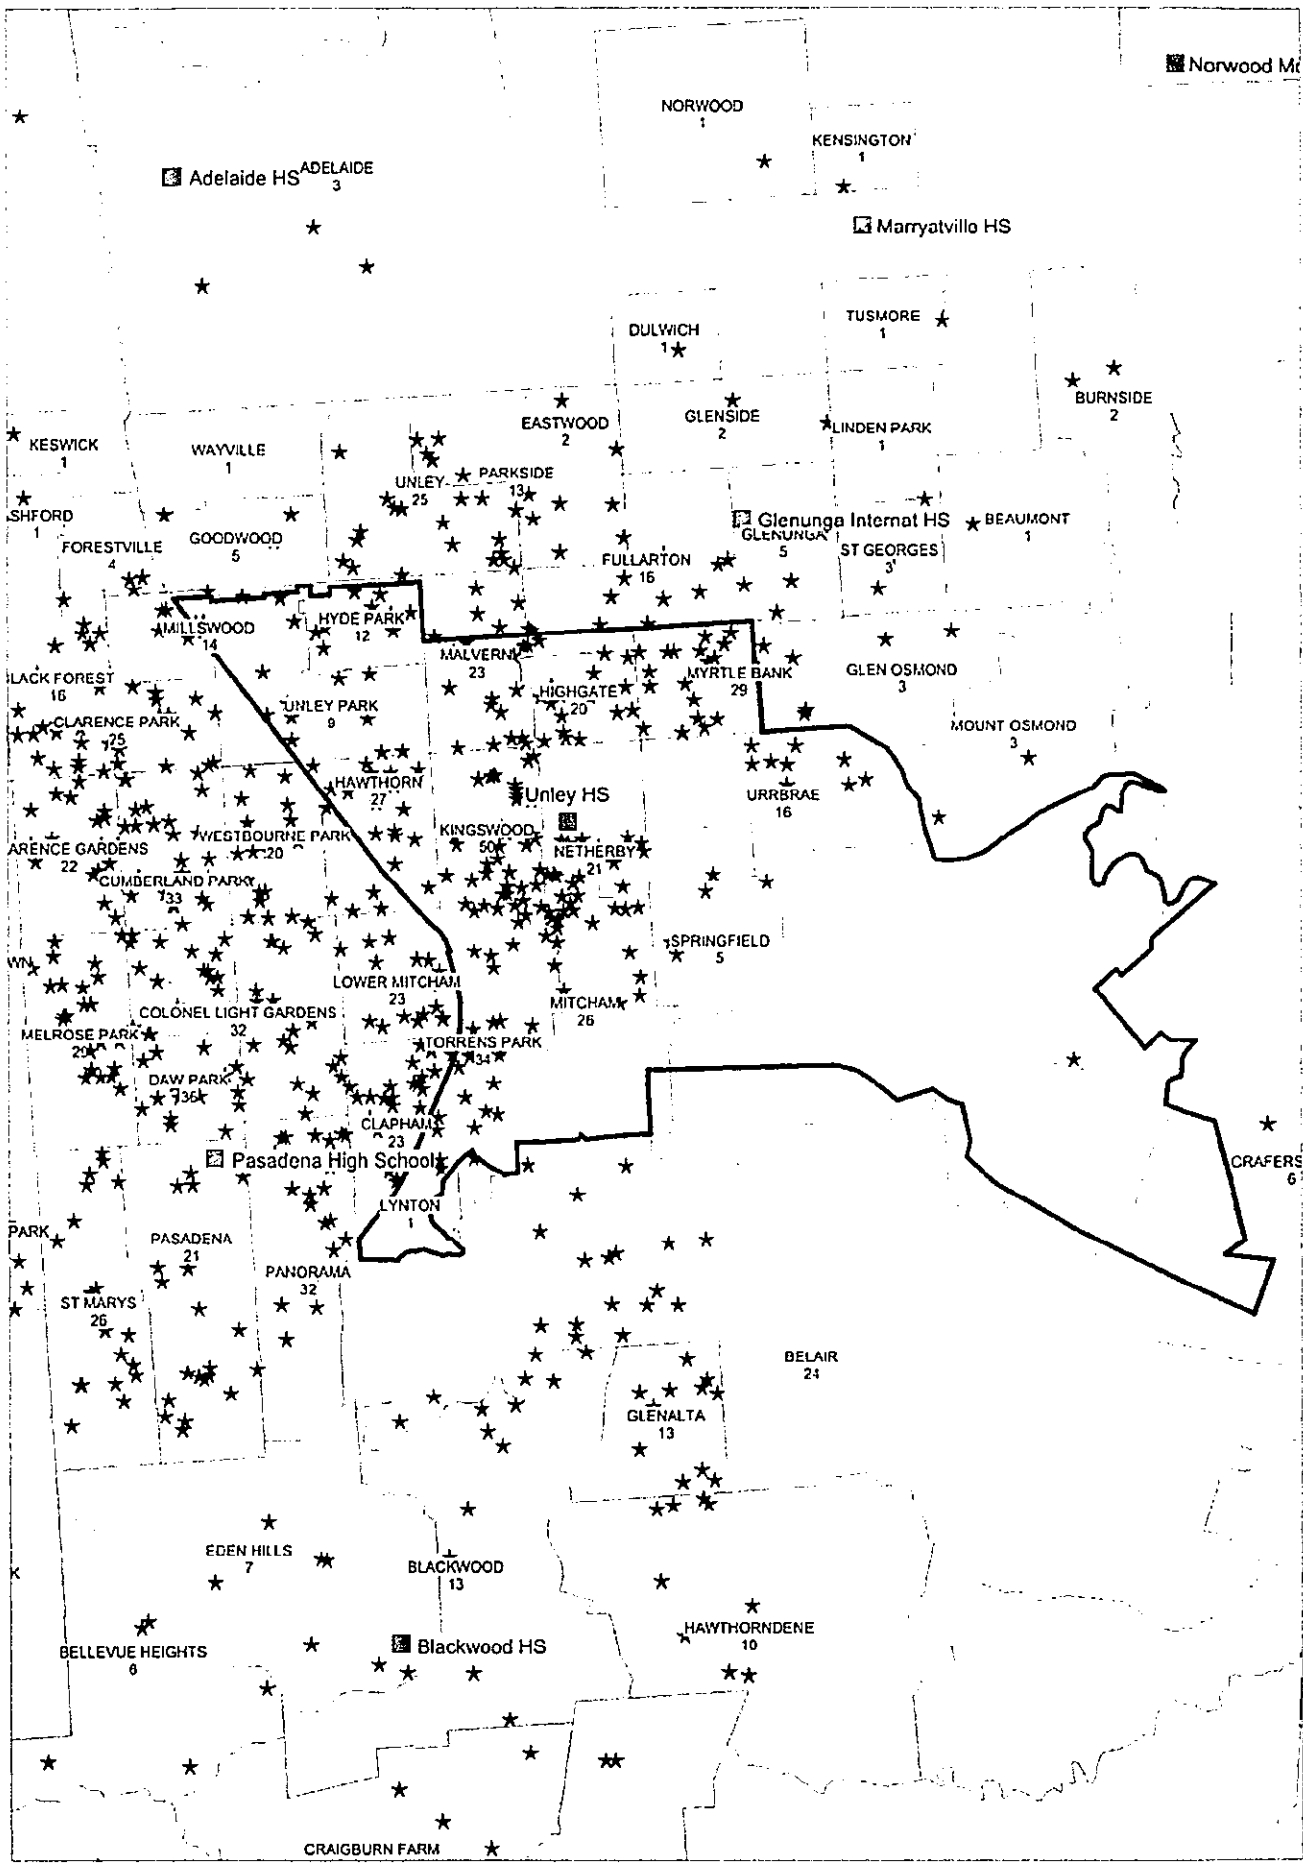 Norwood Mo
NORWOOD
1
KENSINGTON
1
Adelaide HS
ADELAIDE
3
Marryatville HS
TUSMORE
1
DULWICH
1
BURNSIDE
2
EASTWOOD
2
GLENSIDE
2
LINDEN PARK
1
KESWICK
1
WAYVILLE
1
UNLEY
25
PARKSIDE
13
SHFORD
1
GOODWOOD
5
FORESTVILLE
4
Glenunga Internat HS
GLENUNGA
5
BEAUMONT
1
ST GEORGES
3
FULLARTON
16
HYDE PARK
12
MILLSWOOD
14
MALVERN
23
LACK FOREST
16
HIGHGATE
20
MYRTLE BANK
29
GLEN OSMOND
3
UNLEY PARK
9
CLARENCE PARK
25
MOUNT OSMOND
3
HAWTHORN
27
Unley HS
URRBRAE
16
WESTBOURNE PARK
20
KINGSWOOD
50
NETHERBY
21
ARENCE GARDENS
22
CUMBERLAND PARK
33
SPRINGFIELD
5
WN
LOWER MITCHAM
23
MITCHAM
26
COLONEL LIGHT GARDENS
32
MELROSE PARK
29
TORRENS PARK
34
DAW PARK
36
CLAPHAM
23
Pasadena High School
CRAFERS
6
LYNTON
1
PARK
PASADENA
21
PANORAMA
32
ST MARYS
26
BELAIR
24
GLENALTA
13
EDEN HILLS
7
BLACKWOOD
13
K
HAWTHORNDENE
10
BELLEVUE HEIGHTS
6
Blackwood HS
CRAIGBURN FARM